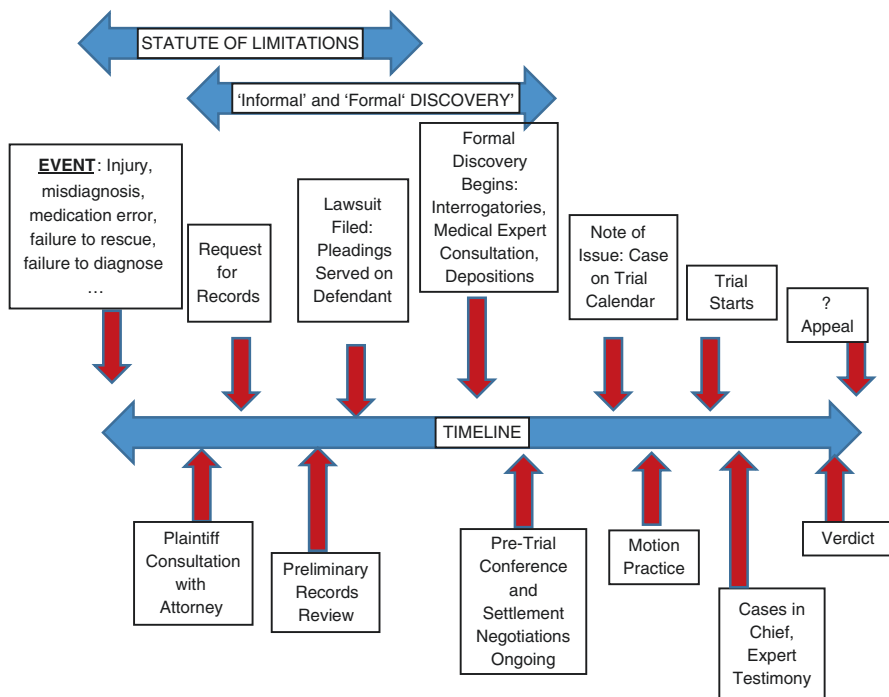 STATUTE OF LIMITATIONS
'Informal' and 'Formal' DISCOVERY'
EVENT: Injury,
misdiagnosis,
medication error,
failure to rescue,
failure to diagnose
…
Request
for
Records
Lawsuit
Filed:
Pleadings
Served on
Defendant
Formal
Discovery
Begins:
Interrogatories,
Medical Expert
Consultation,
Depositions
Note of
Issue: Case
on Trial
Calendar
Trial
Starts
?
Appeal
TIMELINE
Plaintiff
Consultation
with
Attorney
Preliminary
Records
Review
Pre-Trial
Conference
and
Settlement
Negotiations
Ongoing
Motion
Practice
Cases in
Chief,
Expert
Testimony
Verdict